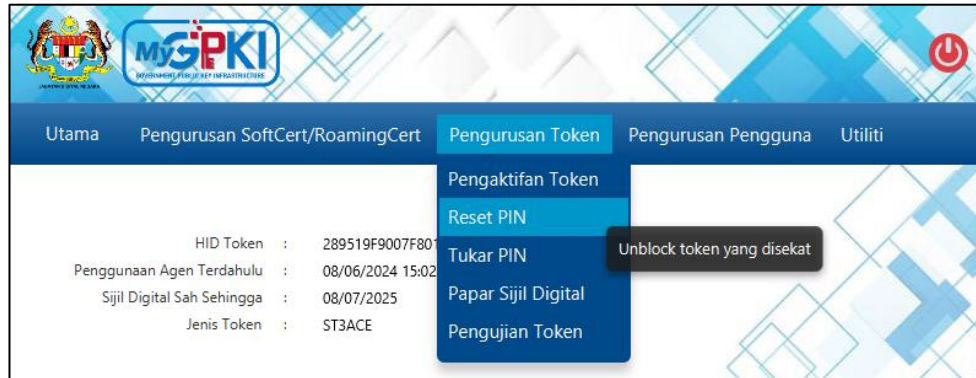 MyGPKI
GOVERNMENT PUBLIC KEY INFRASTRUCTURE
Utama Pengurusan SoftCert/RoamingCert Pengurusan Token Pengurusan Pengguna Utiliti
Pengaktifan Token
Reset PIN
Tukar PIN
Papar Sijil Digital
Pengujian Token
Unblock token yang disekat
HID Token : 289519F9007F801
Penggunaan Agen Terdahulu : 08/06/2024 15:02
Sijil Digital Sah Sehingga : 08/07/2025
Jenis Token : ST3ACE